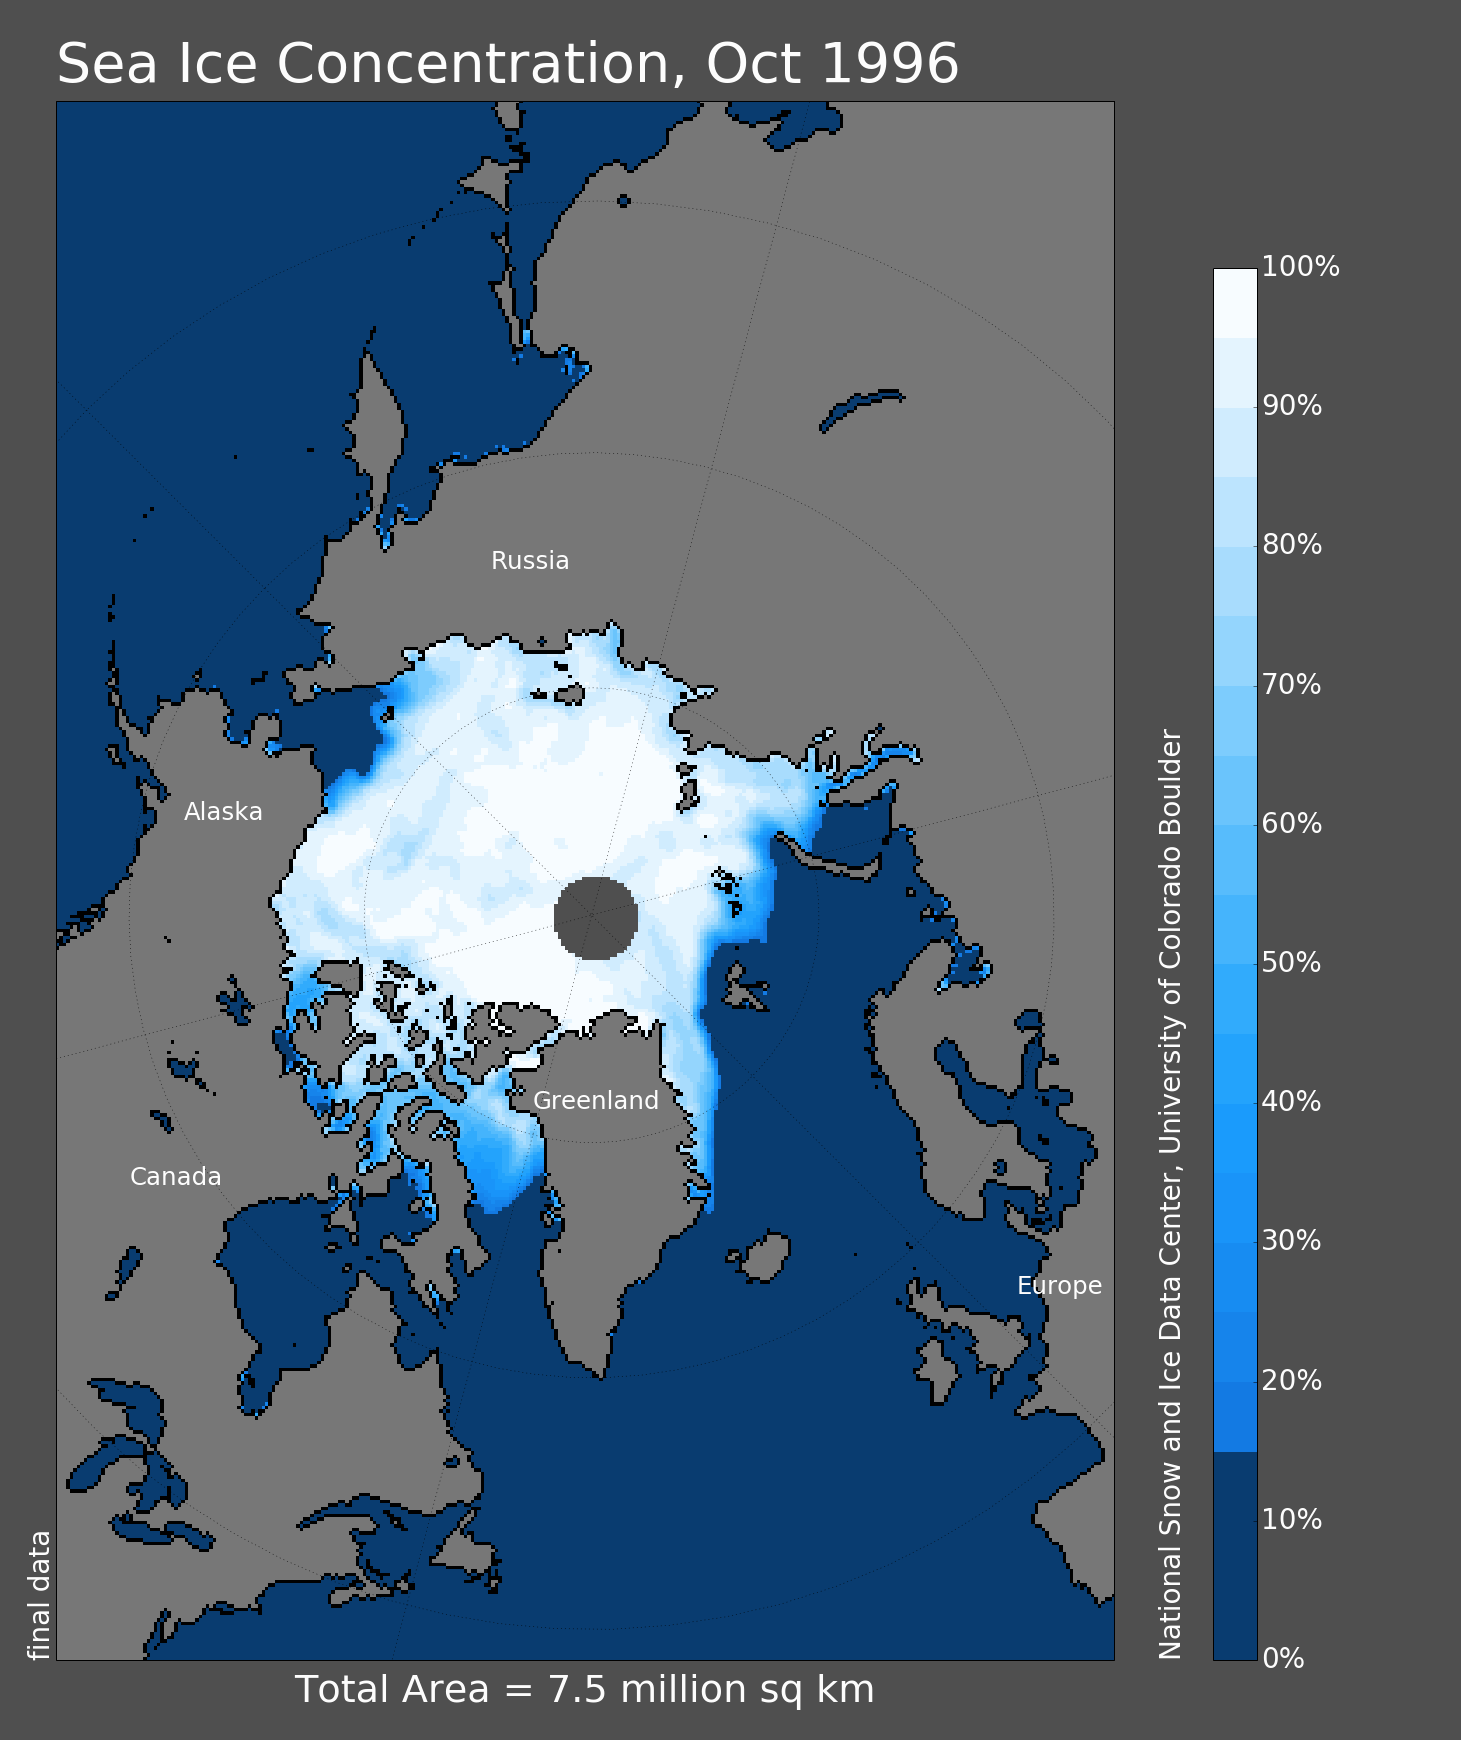 Sea Ice Concentration, Oct 1996
100%
90%
80%
70%
60%
50%
40%
30%
20%
10%
0%
Russia
Alaska
Greenland
Canada
Europe
National Snow and Ice Data Center, University of Colorado Boulder
final data
Total Area = 7.5 million sq km